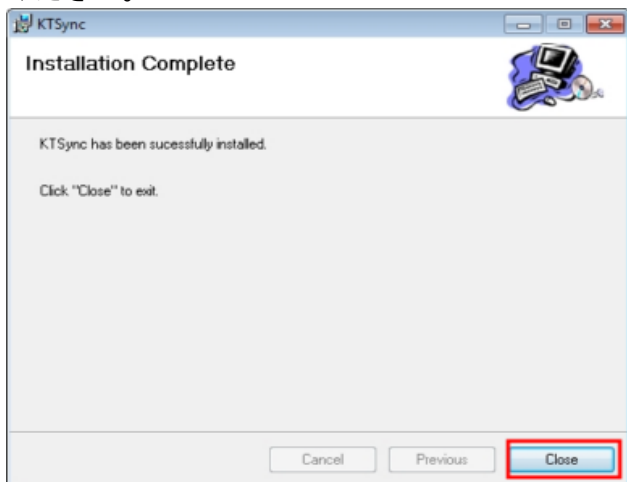 KTSync
Installation Complete
KTSync has been sucessfully installed.
Click "Close" to exit.
Cancel
Previous
Close